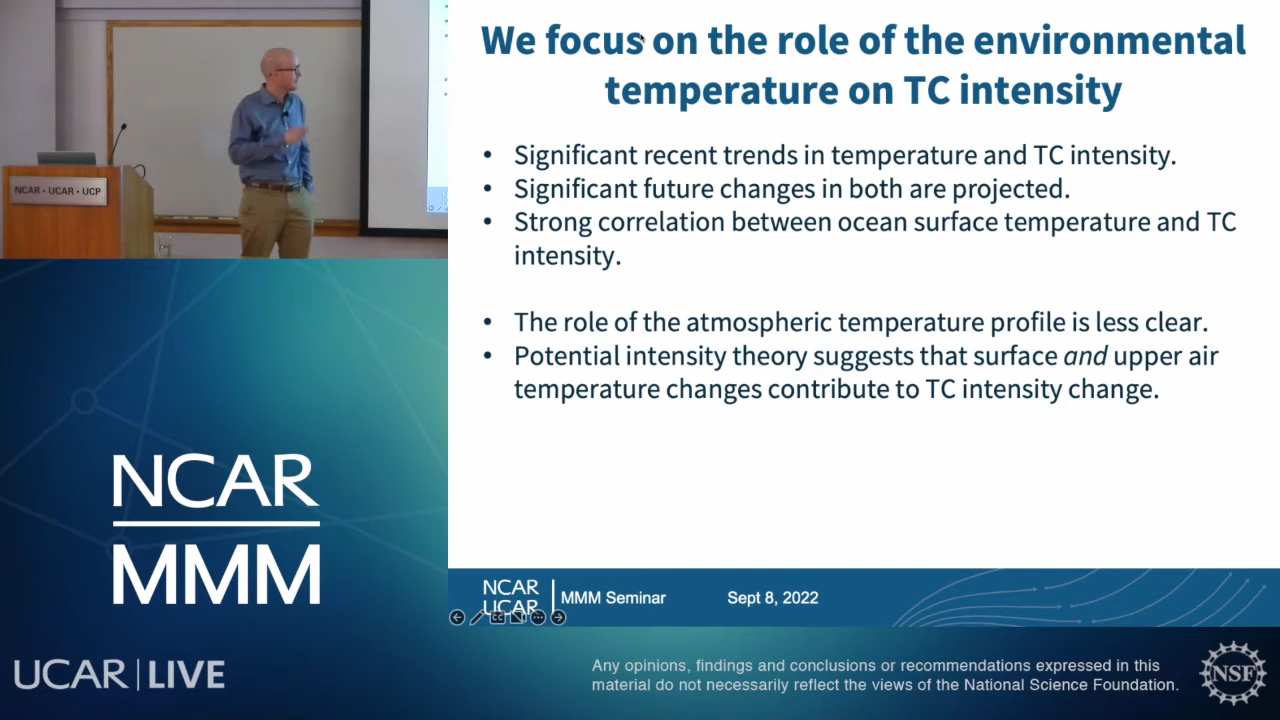 We focus on the role of the environmental
temperature on TC intensity
• Significant recent trends in temperature and TC intensity.
• Significant future changes in both are projected.
• Strong correlation between ocean surface temperature and TC
intensity.
• The role of the atmospheric temperature profile is less clear.
• Potential intensity theory suggests that surface and upper air
temperature changes contribute to TC intensity change.
NCAR • UCAR • UCP
NCAR
MMM
NCAR
UCAR
MMM Seminar
Sept 8, 2022
CC
UCAR | LIVE
Any opinions, findings and conclusions or recommendations expressed in this
material do not necessarily reflect the views of the National Science Foundation.
NSF